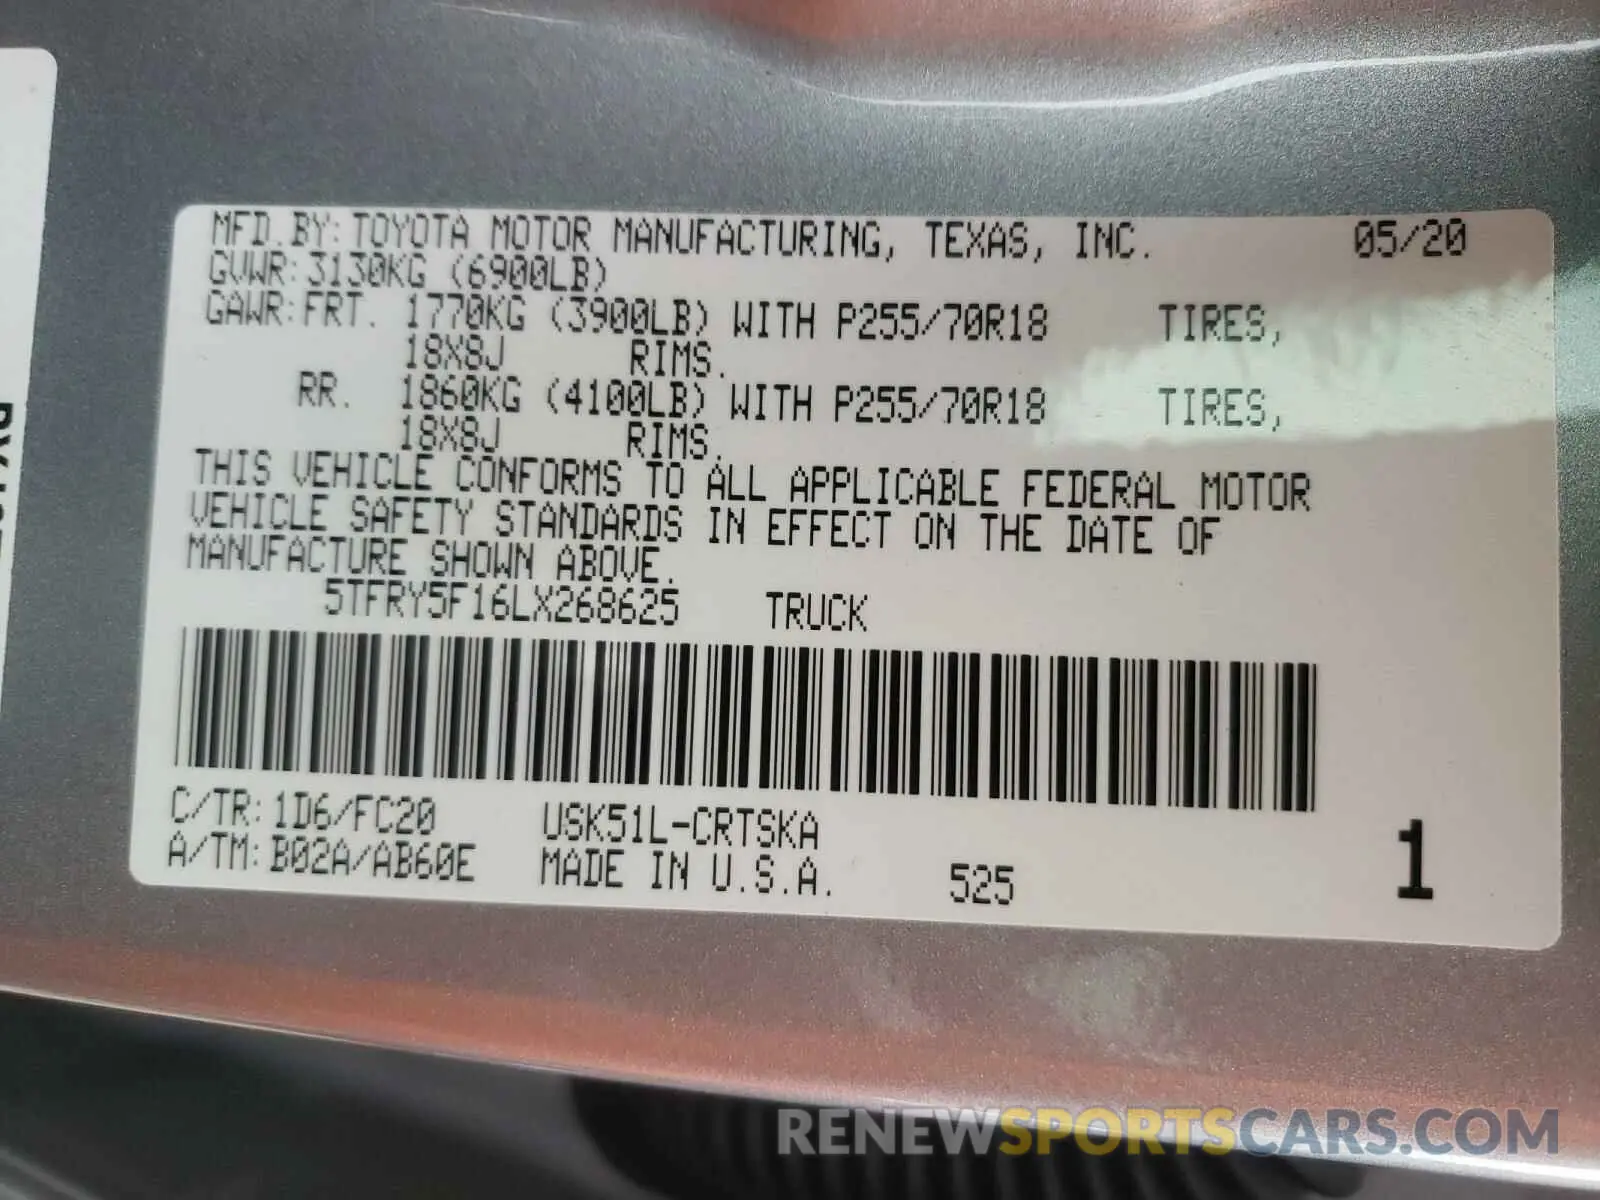 MFD.BY: TOYOTA MOTOR MANUFACTURING, TEXAS, INC. 05/20
GVWR: 3130KG (6900LB)
GAWR: FRT. 1770KG (3900LB) WITH P255/70R18 TIRES,
18X8J RIMS.
RR. 1860KG (4100LB) WITH P255/70R18 TIRES,
18X8J RIMS.
THIS VEHICLE CONFORMS TO ALL APPLICABLE FEDERAL MOTOR
VEHICLE SAFETY STANDARDS IN EFFECT ON THE DATE OF
MANUFACTURE SHOWN ABOVE.
5TFRY5F16LX268625 TRUCK
C/TR: 1D6/FC20 USK51L-CRTSKA
A/TM: B02A/AB60E MADE IN U.S.A. 525 1
RENEWSPORTSCARS.COM